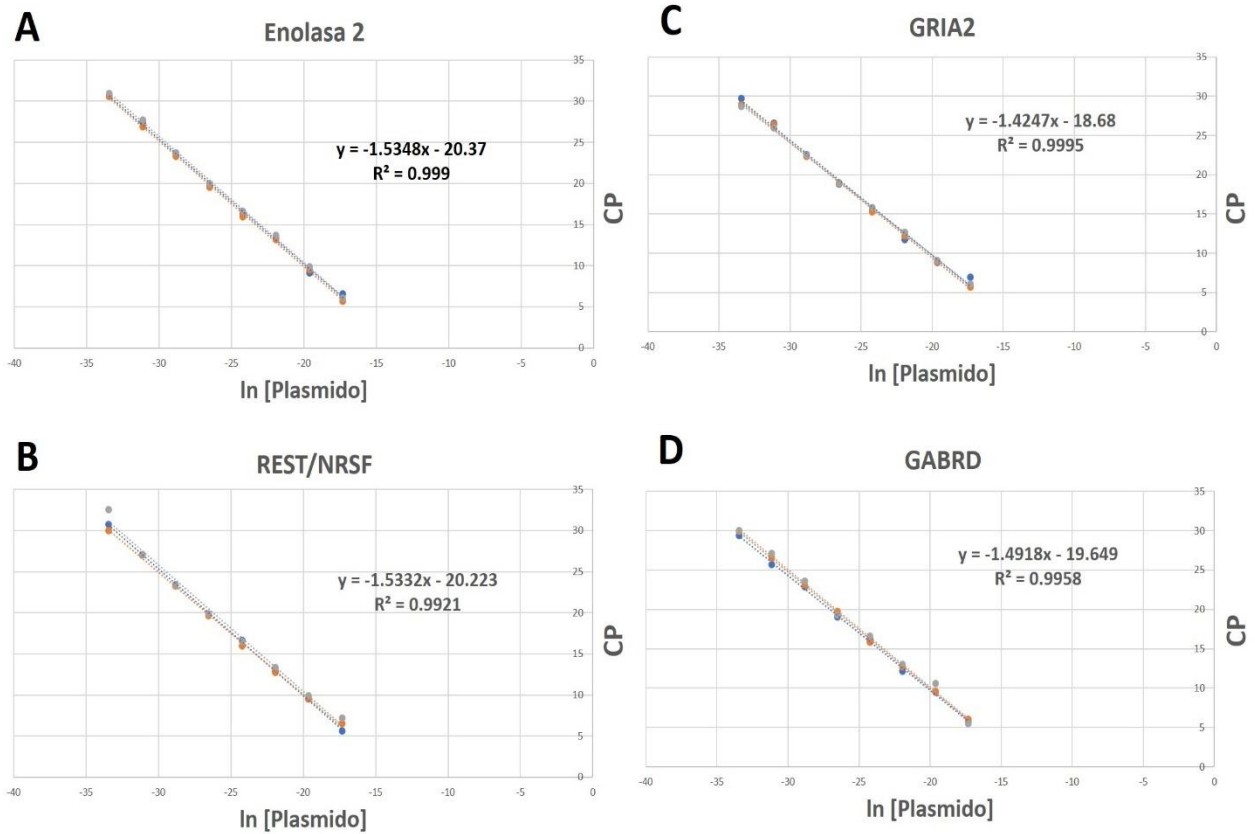 A
Enolasa 2
35
30
25
20
15
10
5
0
CP
y = -1.5348x - 20.37
R² = 0.999
-40 -35 -30 -25 -20 -15 -10 -5 0
ln [Plasmido]
C
GRIA2
35
30
25
20
15
10
5
0
CP
y = -1.4247x - 18.68
R² = 0.9995
-40 -35 -30 -25 -20 -15 -10 -5 0
ln [Plasmido]
B
REST/NRSF
35
30
25
20
15
10
5
0
CP
y = -1.5332x - 20.223
R² = 0.9921
-40 -35 -30 -25 -20 -15 -10 -5 0
ln [Plasmido]
D
GABRD
35
30
25
20
15
10
5
0
CP
y = -1.4918x - 19.649
R² = 0.9958
-40 -35 -30 -25 -20 -15 -10 -5 0
ln [Plasmido]